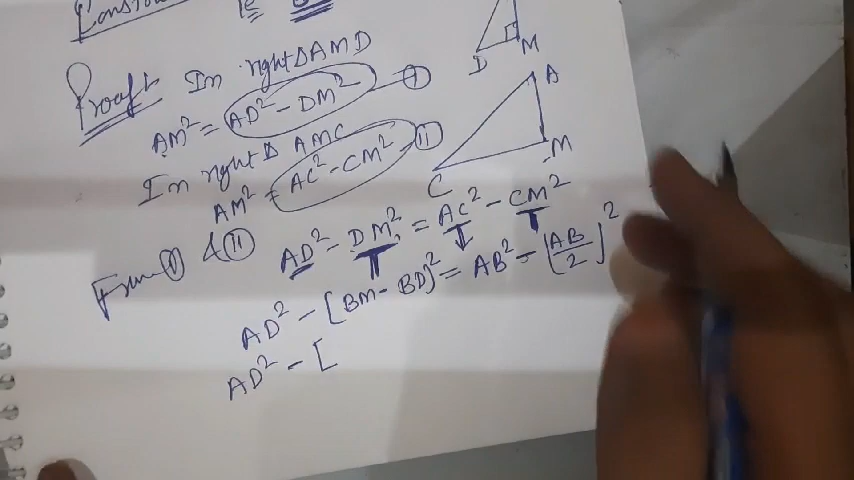 D M
Proof:- In right △AMD
A
AM² = AD² - DM² - I
In right △ AMC
M
AM² = AC² - CM² - II
C
From I & II AD² - DM² = AC² - CM²
AD² - [BM - BD]² = AB² - [AB/2]²
AD² - [